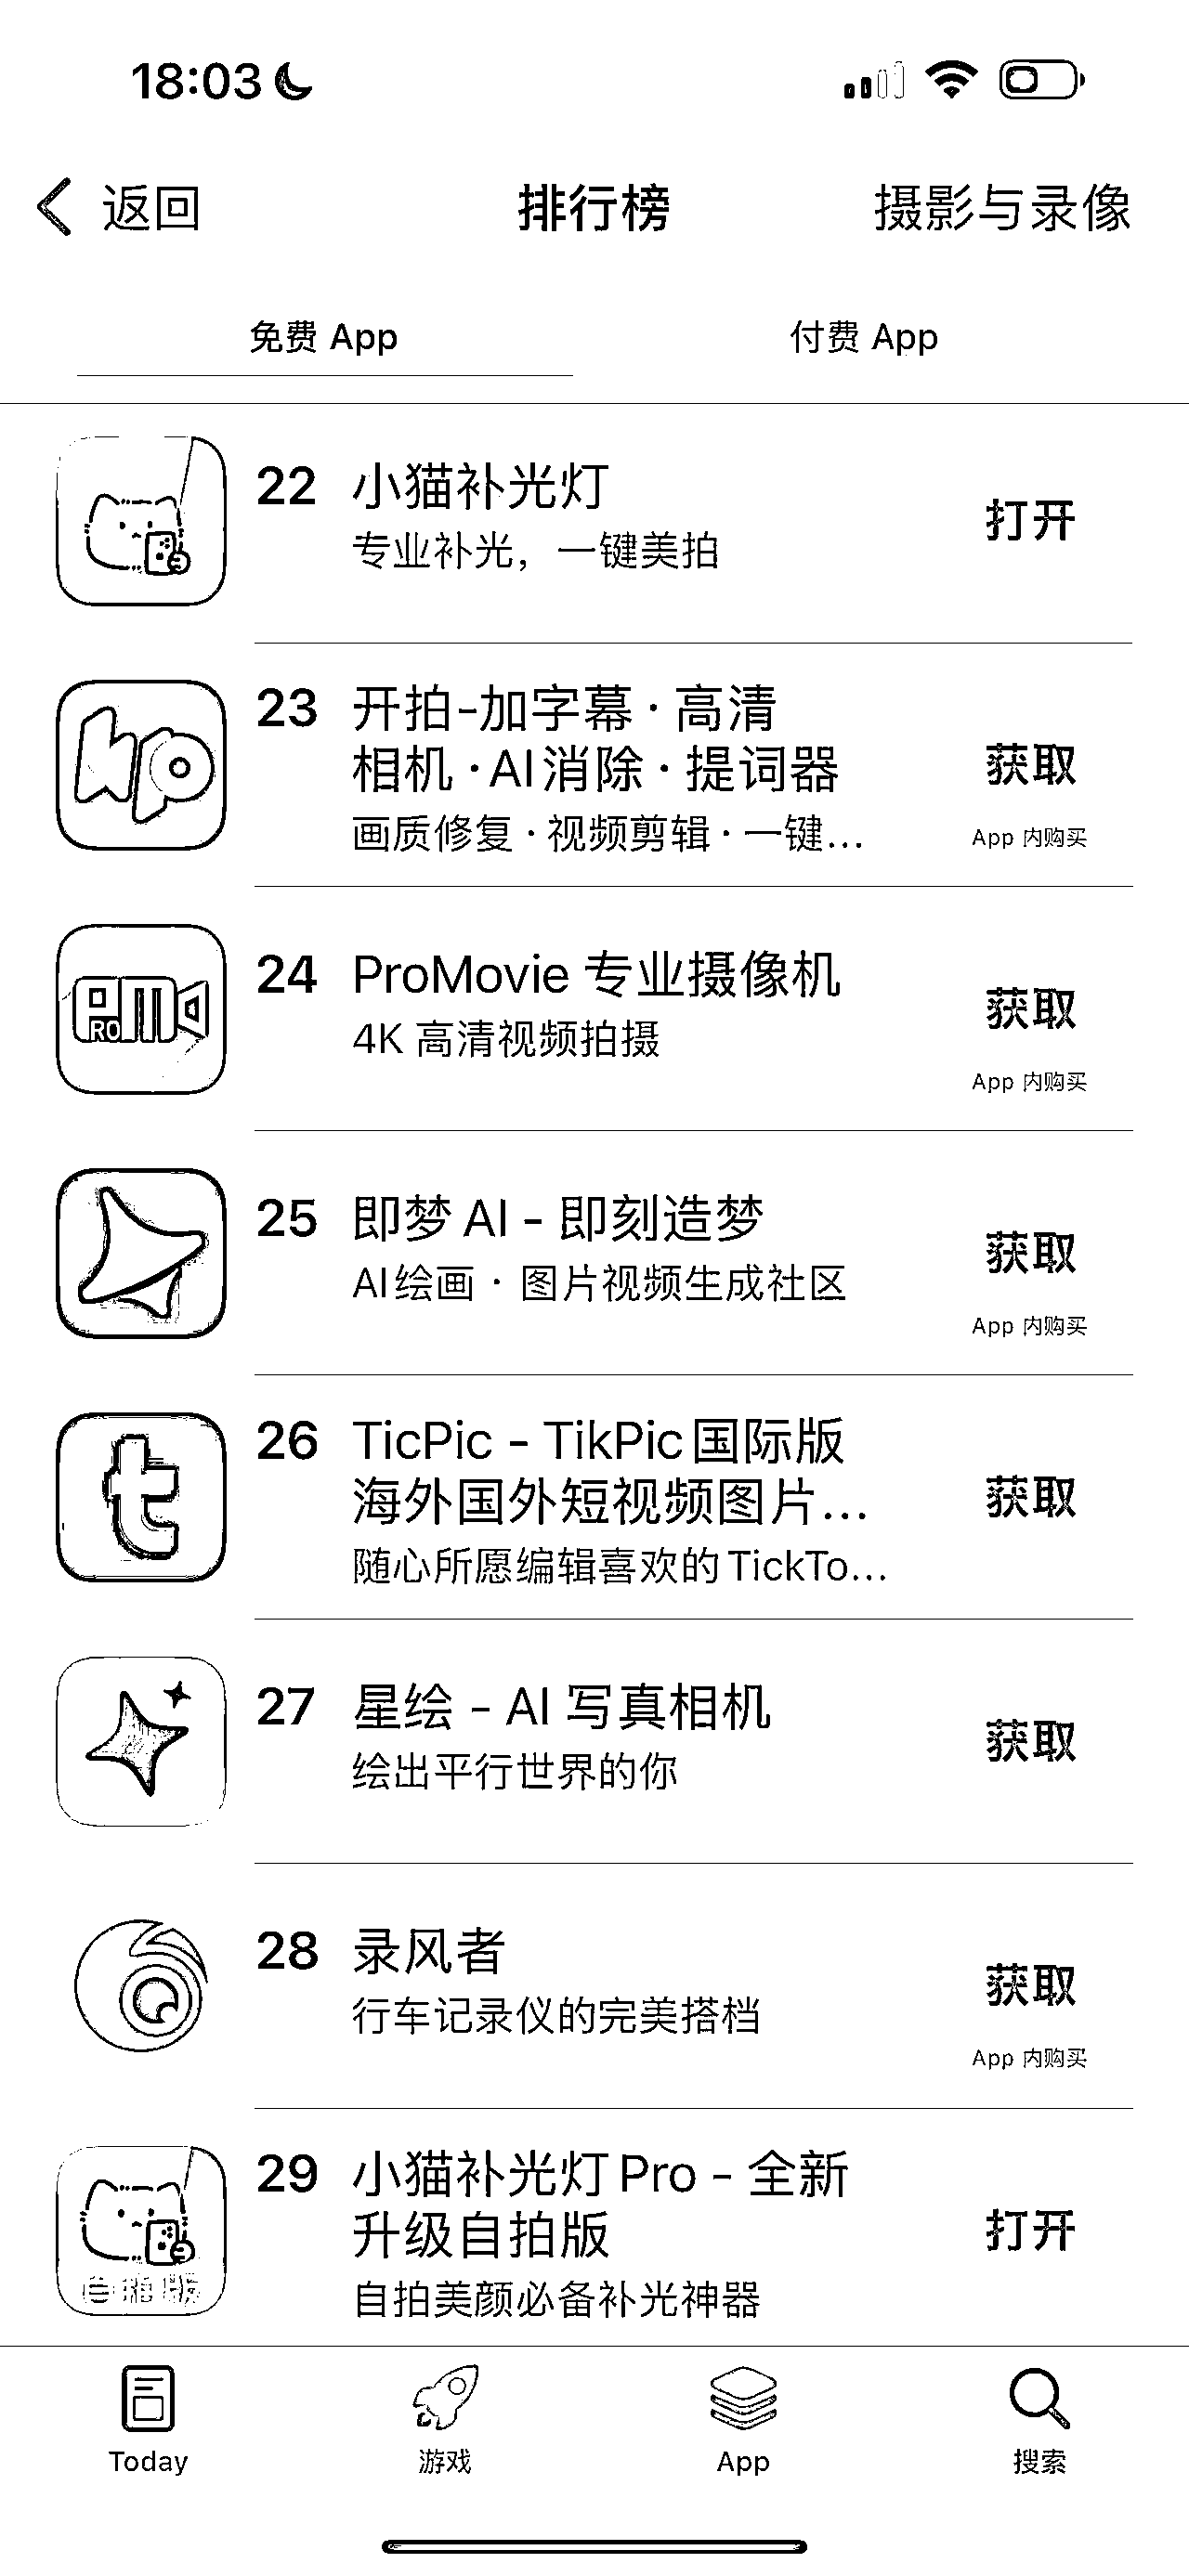 18:03
返回 排行榜 摄影与录像
免费 App 付费 App
22 小猫补光灯
专业补光，一键美拍
打开
23 开拍-加字幕·高清
相机·AI消除·提词器
画质修复·视频剪辑·一键...
获取
App 内购买
PRO
24 ProMovie 专业摄像机
4K 高清视频拍摄
获取
App 内购买
25 即梦AI - 即刻造梦
AI绘画 · 图片视频生成社区
获取
App 内购买
t
26 TicPic - TikPic国际版
海外国外短视频图片...
随心所愿编辑喜欢的TickTo...
获取
27 星绘 - AI 写真相机
绘出平行世界的你
获取
28 录风者
行车记录仪的完美搭档
获取
App 内购买
自拍版
29 小猫补光灯Pro - 全新
升级自拍版
自拍美颜必备补光神器
打开
Today 游戏 App 搜索